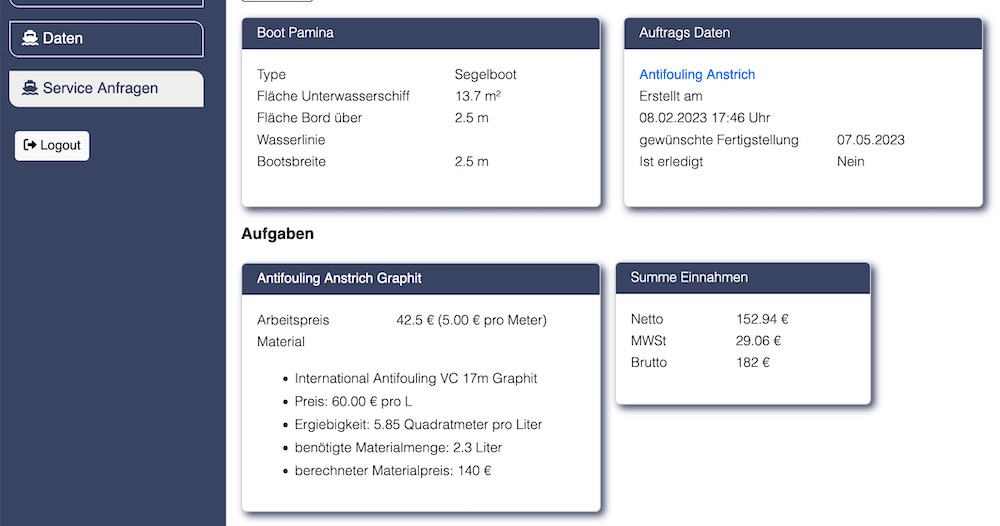 Daten
Service Anfragen
Logout
Boot Pamina
Type Segelboot
Fläche Unterwasserschiff 13.7 m²
Fläche Bord über 2.5 m
Wasserlinie
Bootsbreite 2.5 m
Auftrags Daten
Antifouling Anstrich
Erstellt am
08.02.2023 17:46 Uhr
gewünschte Fertigstellung 07.05.2023
Ist erledigt Nein
Aufgaben
Antifouling Anstrich Graphit
Arbeitspreis 42.5 € (5.00 € pro Meter)
Material
International Antifouling VC 17m Graphit
Preis: 60.00 € pro L
Ergiebigkeit: 5.85 Quadratmeter pro Liter
benötigte Materialmenge: 2.3 Liter
berechneter Materialpreis: 140 €
Summe Einnahmen
Netto 152.94 €
MWSt 29.06 €
Brutto 182 €